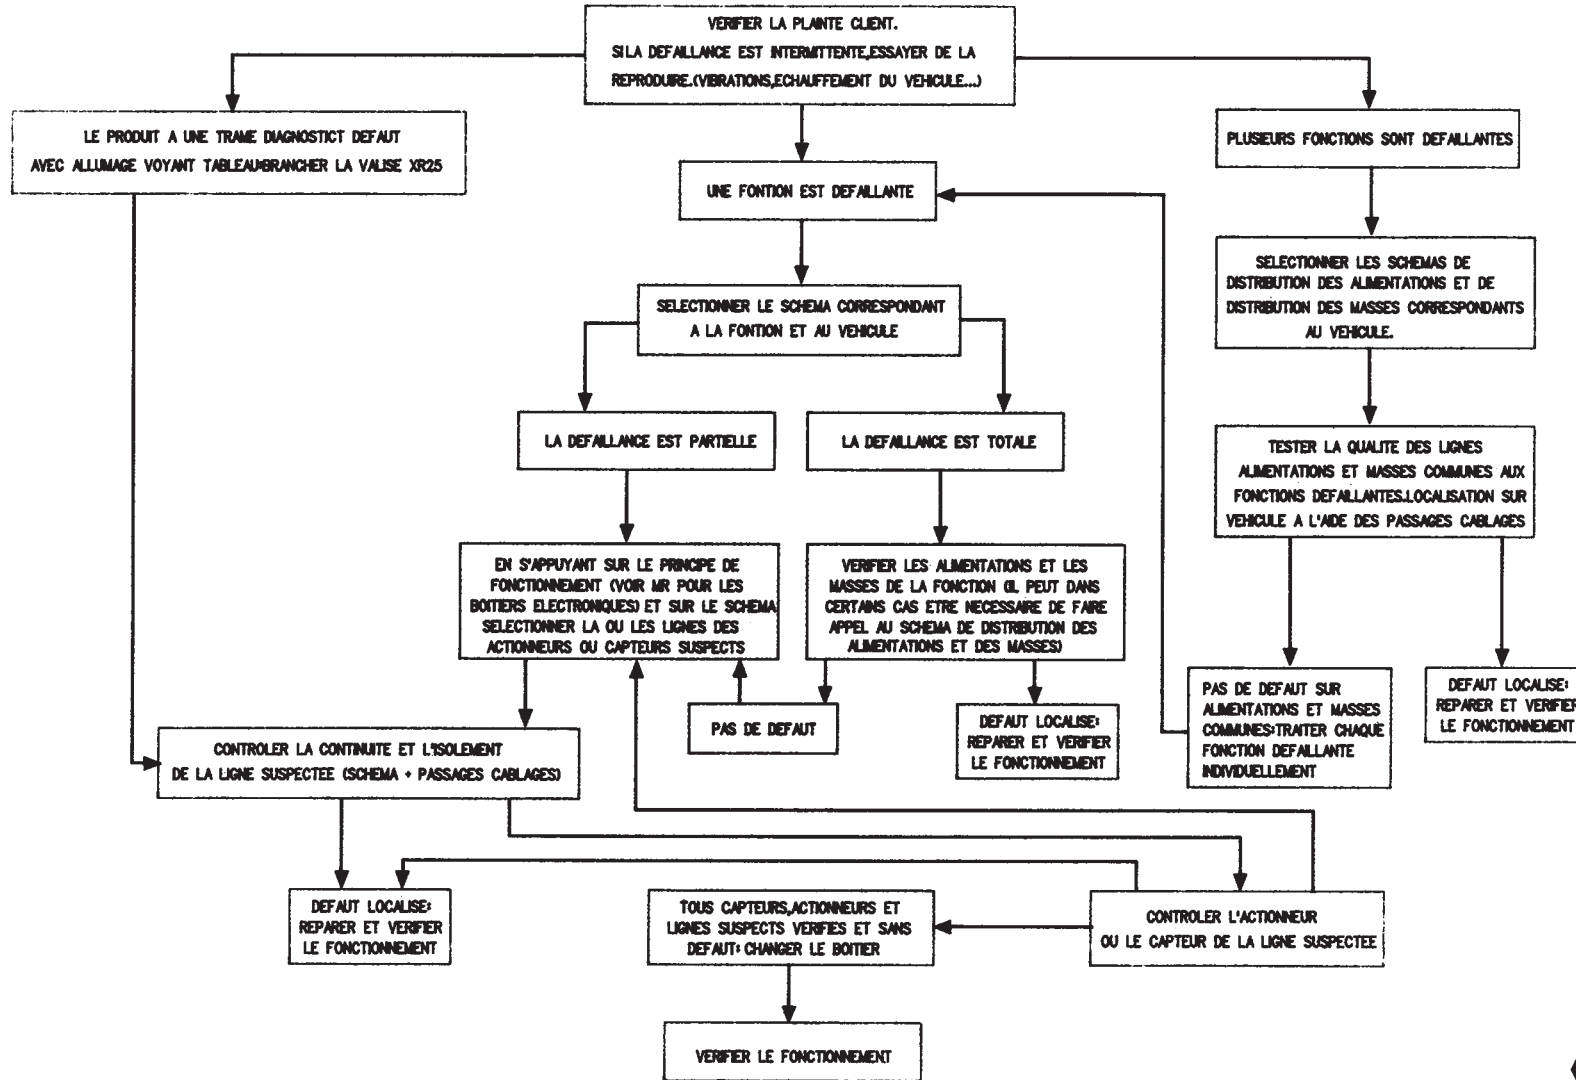 VERIFIER LA PLAINTE CLIENT.
SI LA DEFAILLANCE EST INTERMITTENTE,ESSAYER DE LA
REPRODUIRE.(VIBRATIONS,ECHAUFFEMENT DU VEHICULE...)
LE PRODUIT A UNE TRAME DIAGNOSTICT DEFAUT
AVEC ALLUMAGE VOYANT TABLEAU:BRANCHER LA VALISE XR25
PLUSIEURS FONCTIONS SONT DEFAILLANTES
UNE FONTION EST DEFAILLANTE
SELECTIONNER LES SCHEMAS DE
DISTRIBUTION DES ALIMENTATIONS ET DE
DISTRIBUTION DES MASSES CORRESPONDANTS
AU VEHICULE.
SELECTIONNER LE SCHEMA CORRESPONDANT
A LA FONTION ET AU VEHICULE
LA DEFAILLANCE EST PARTIELLE
LA DEFAILLANCE EST TOTALE
TESTER LA QUALITE DES LIGNES
ALIMENTATIONS ET MASSES COMMUNES AUX
FONCTIONS DEFAILLANTES.LOCALISATION SUR
VEHICULE A L'AIDE DES PASSAGES CABLAGES
EN S'APPUYANT SUR LE PRINCIPE DE
FONCTIONNEMENT (VOIR MR POUR LES
BOITIERS ELECTRONIQUES) ET SUR LE SCHEMA
SELECTIONNER LA OU LES LIGNES DES
ACTIONNEURS OU CAPTEURS SUSPECTS
VERIFIER LES ALIMENTATIONS ET LES
MASSES DE LA FONCTION (IL PEUT DANS
CERTAINS CAS ETRE NECESSAIRE DE FAIRE
APPEL AU SCHEMA DE DISTRIBUTION DES
ALIMENTATIONS ET DES MASSES)
PAS DE DEFAUT
DEFAUT LOCALISE:
REPARER ET VERIFIER
LE FONCTIONNEMENT
PAS DE DEFAUT SUR
ALIMENTATIONS ET MASSES
COMMUNES:TRAITER CHAQUE
FONCTION DEFAILLANTE
INDIVIDUELLEMENT
DEFAUT LOCALISE:
REPARER ET VERIFIER
LE FONCTIONNEMENT
CONTROLER LA CONTINUITE ET L'ISOLEMENT
DE LA LIGNE SUSPECTEE (SCHEMA + PASSAGES CABLAGES)
DEFAUT LOCALISE:
REPARER ET VERIFIER
LE FONCTIONNEMENT
TOUS CAPTEURS,ACTIONNEURS ET
LIGNES SUSPECTS VERIFIES ET SANS
DEFAUT: CHANGER LE BOITIER
CONTROLER L'ACTIONNEUR
OU LE CAPTEUR DE LA LIGNE SUSPECTEE
VERIFIER LE FONCTIONNEMENT